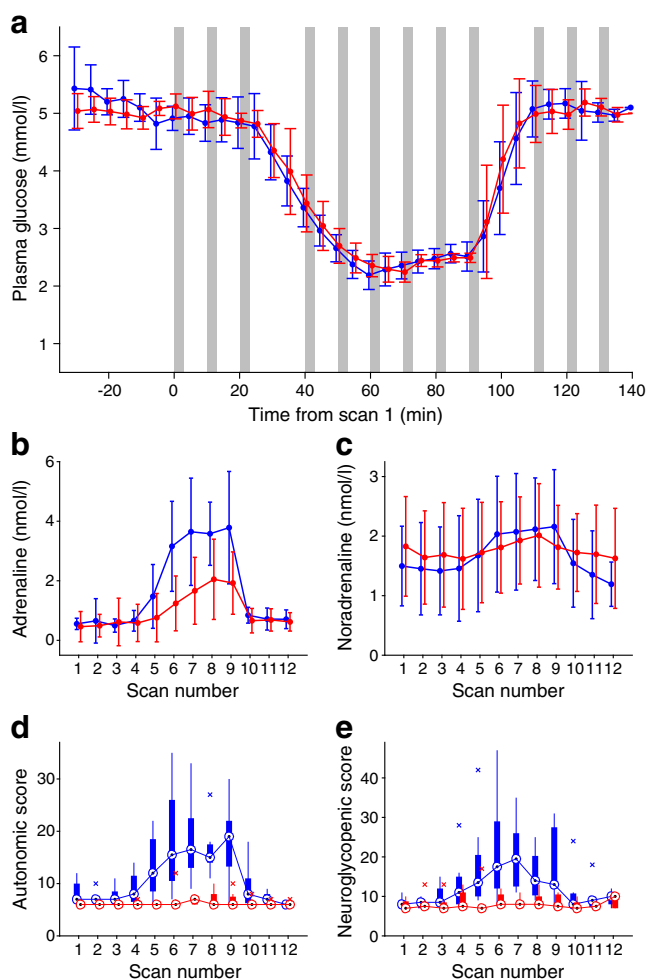 a
Plasma glucose (mmol/l)
6
5
4
3
2
1
-20 0 20 40 60 80 100 120 140
Time from scan 1 (min)
b
Adrenaline (nmol/l)
6
4
2
0
1 2 3 4 5 6 7 8 9 10 11 12
Scan number
c
Noradrenaline (nmol/l)
3
2
1
0
1 2 3 4 5 6 7 8 9 10 11 12
Scan number
d
Autonomic score
30
20
10
0
1 2 3 4 5 6 7 8 9 10 11 12
Scan number
e
Neuroglycopenic score
40
30
20
10
0
1 2 3 4 5 6 7 8 9 10 11 12
Scan number